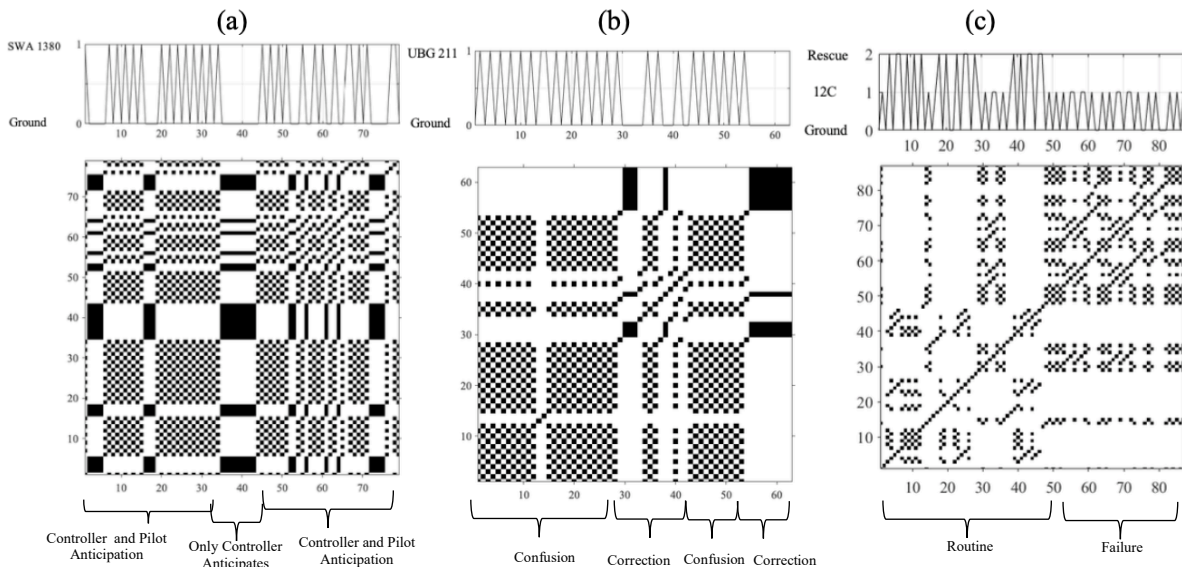 (a)
(b)
(c)
SWA 1380
1
0
Ground
10 20 30 40 50 60 70
UBG 211
1
0
Ground
10 20 30 40 50 60
Rescue
2
12C
1
Ground
0
10 20 30 40 50 60 70 80
70
60
50
40
30
20
10
10 20 30 40 50 60 70
60
50
40
30
20
10
10 20 30 40 50 60
80
70
60
50
40
30
20
10
10 20 30 40 50 60 70 80
Controller and Pilot
Anticipation
Only Controller
Anticipates
Controller and Pilot
Anticipation
Confusion
Correction
Confusion
Correction
Routine
Failure